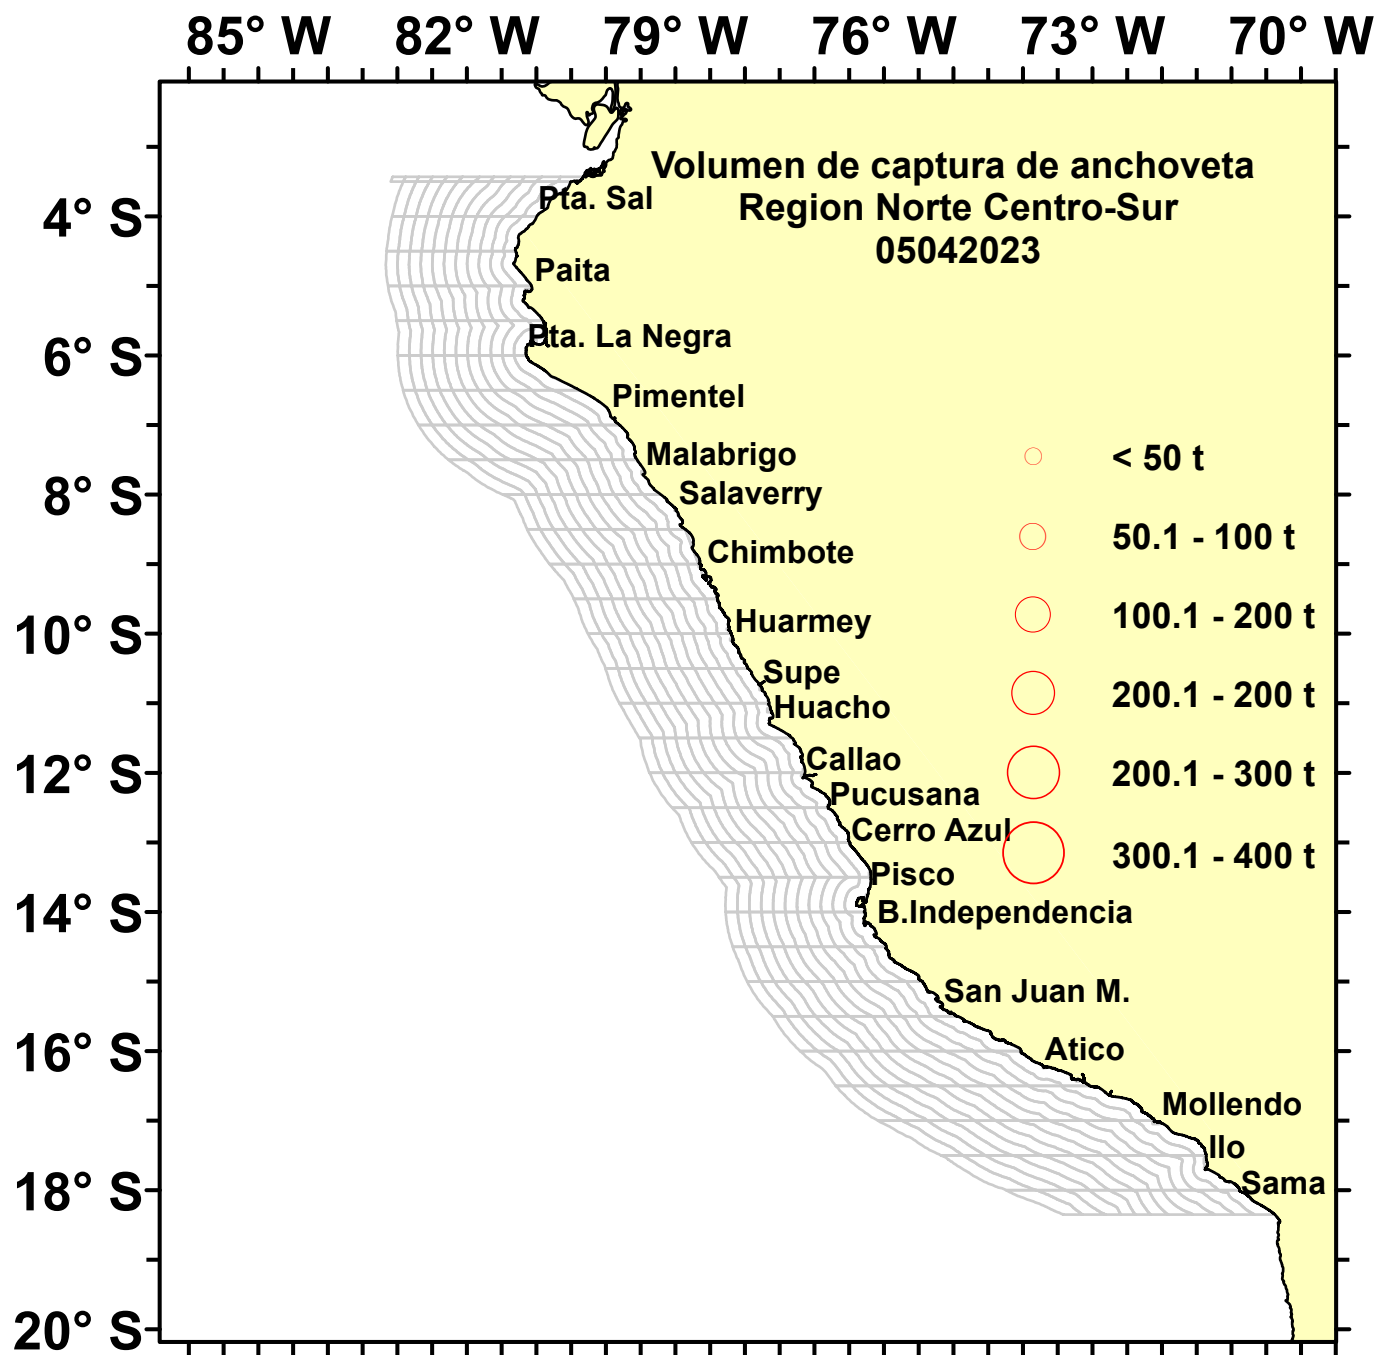 85° W 82° W 79° W 76° W 73° W 70° W
Volumen de captura de anchoveta
Region Norte Centro-Sur
05042023
4° S
6° S
8° S
10° S
12° S
14° S
16° S
18° S
20° S
Pta. Sal
Paita
Pta. La Negra
Pimentel
Malabrigo
Salaverry
Chimbote
Huarmey
Supe
Huacho
Callao
Pucusana
Cerro Azul
Pisco
B.Independencia
San Juan M.
Atico
Mollendo
Ilo
Sama
< 50 t
50.1 - 100 t
100.1 - 200 t
200.1 - 200 t
200.1 - 300 t
300.1 - 400 t